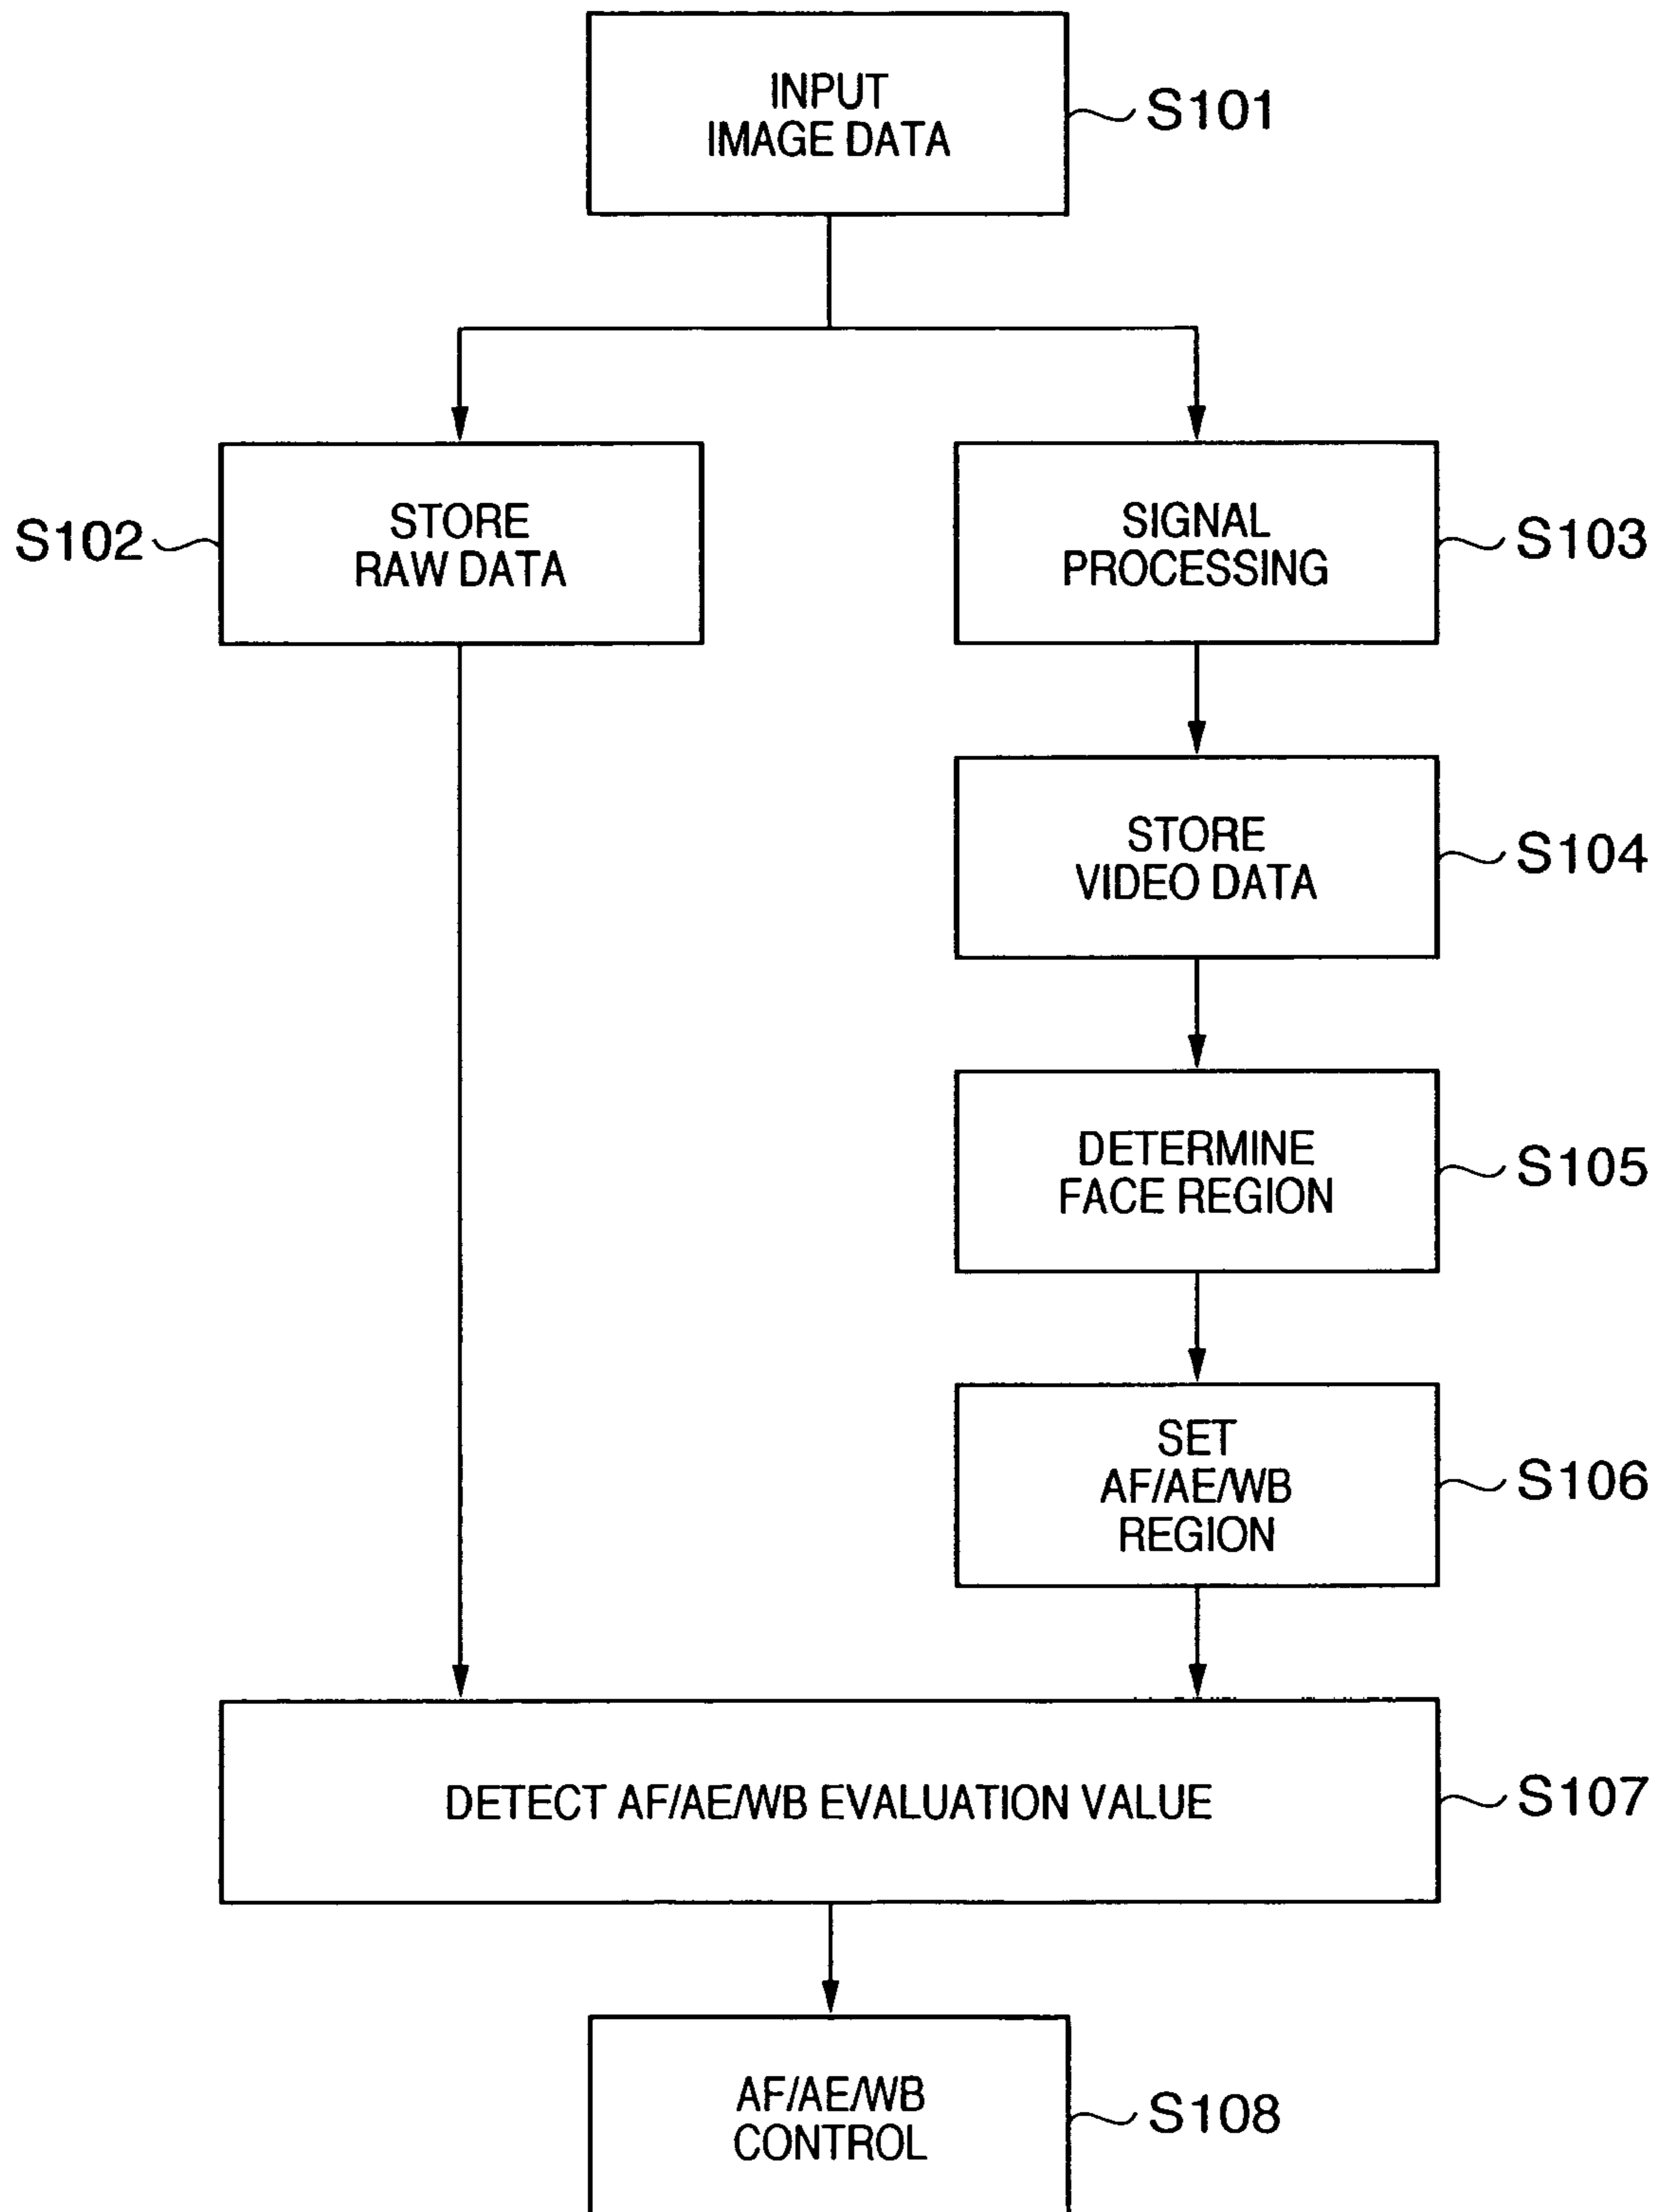 INPUT
IMAGE DATA
S101
STORE
RAW DATA
S102
SIGNAL
PROCESSING
S103
STORE
VIDEO DATA
S104
DETERMINE
FACE REGION
S105
SET
AF/AE/WB
REGION
S106
DETECT AF/AE/WB EVALUATION VALUE
S107
AF/AE/WB
CONTROL
S108